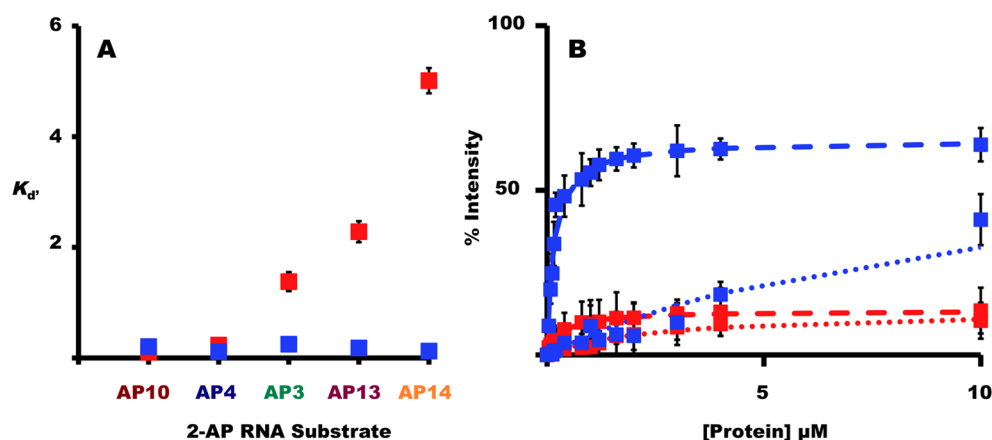 A
6
4
2
0
K d'
AP10 AP4 AP3 AP13 AP14
2-AP RNA Substrate
B
100
50
% Intensity
5 10
[Protein] µM